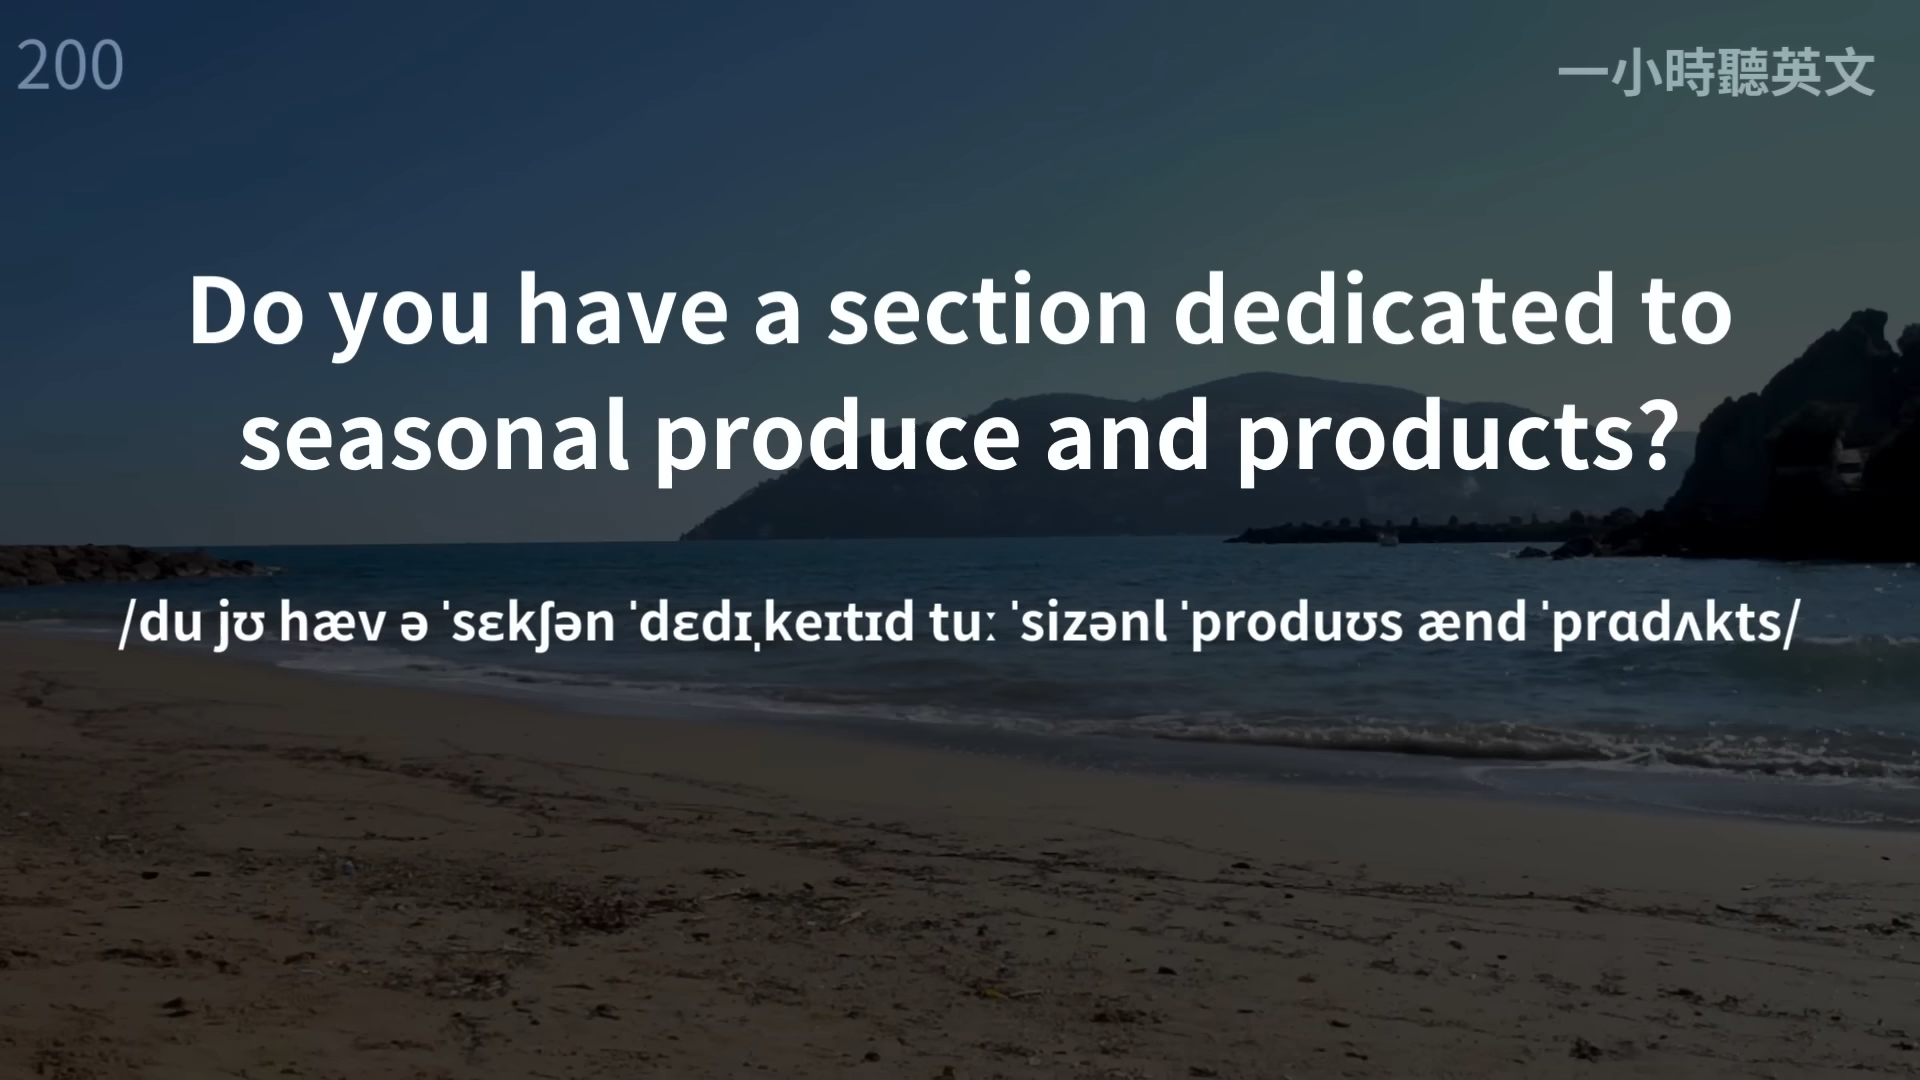 200
一小時聽英文
Do you have a section dedicated to
seasonal produce and products?
/du jʊ hæv ə ˈsɛkʃən ˈdɛdɪˌkeɪtɪd tuː ˈsizənl ˈproduʊs ænd ˈprɑdʌkts/